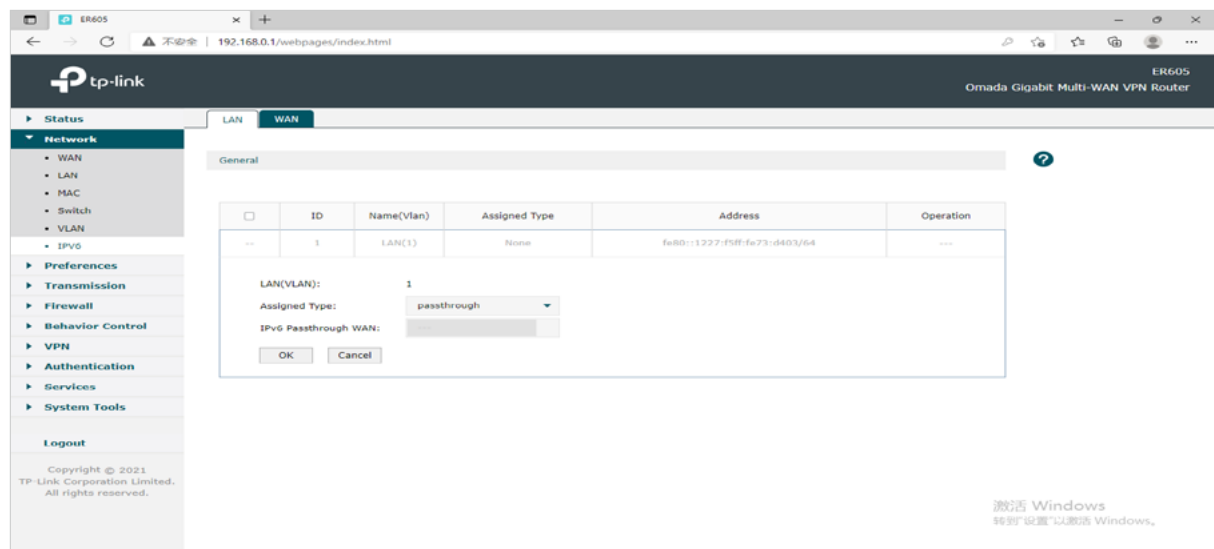 ER605
不安全 | 192.168.0.1/webpages/index.html
tp-link
ER605
Omada Gigabit Multi-WAN VPN Router
Status
Network
WAN
LAN
MAC
Switch
VLAN
IPV6
Preferences
Transmission
Firewall
Behavior Control
VPN
Authentication
Services
System Tools
Logout
Copyright © 2021
TP-Link Corporation Limited.
All rights reserved.
LAN WAN
General
ID Name(Vlan) Assigned Type Address Operation
-- 1 LAN(1) None fe80::1227:f5ff:fe73:d403/64 ---
LAN(VLAN): 1
Assigned Type: passthrough
IPv6 Passthrough WAN: ---
OK Cancel
激活 Windows
转到"设置"以激活 Windows。